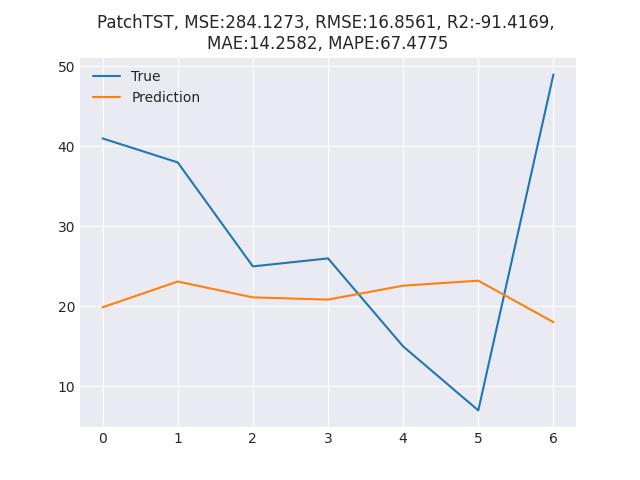 PatchTST, MSE:284.1273, RMSE:16.8561, R2:-91.4169,
MAE:14.2582, MAPE:67.4775
True
Prediction
50
40
30
20
10
0 1 2 3 4 5 6